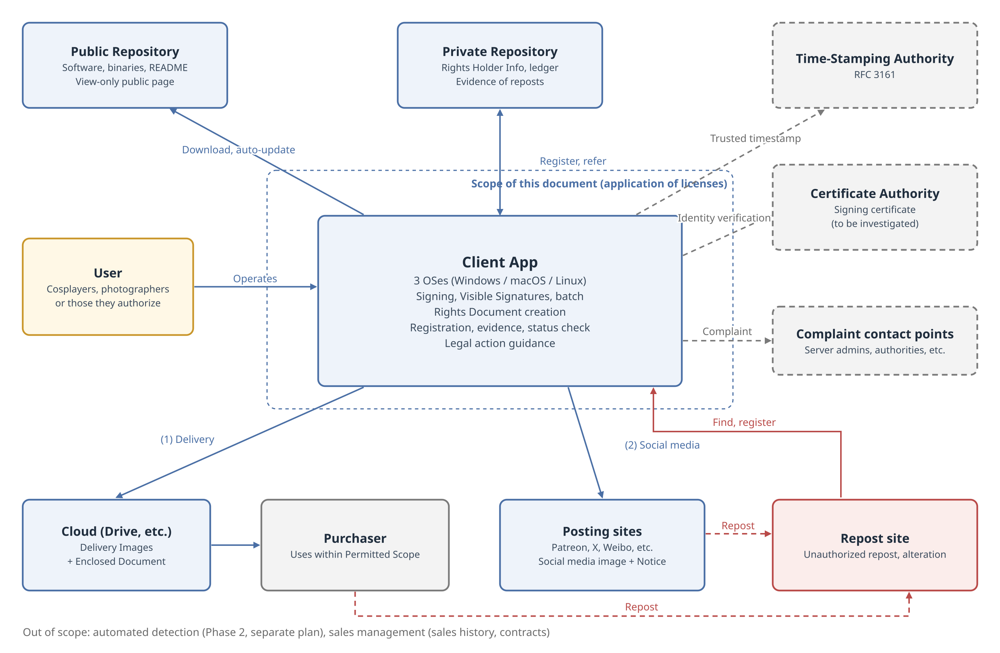 Public Repository
Software, binaries, README
View-only public page
Private Repository
Rights Holder Info, ledger
Evidence of reposts
Time-Stamping Authority
RFC 3161
Trusted timestamp
Download, auto-update
Register, refer
Scope of this document (application of licenses)
Certificate Authority
Signing certificate
(to be investigated)
Identity verification
User
Cosplayers, photographers
or those they authorize
Operates
Client App
3 OSes (Windows / macOS / Linux)
Signing, Visible Signatures, batch
Rights Document creation
Registration, evidence, status check
Legal action guidance
Complaint
Complaint contact points
Server admins, authorities, etc.
Find, register
(1) Delivery
(2) Social media
Cloud (Drive, etc.)
Delivery Images
+ Enclosed Document
Purchaser
Uses within Permitted Scope
Posting sites
Patreon, X, Weibo, etc.
Social media image + Notice
Repost
Repost site
Unauthorized repost, alteration
Repost
Out of scope: automated detection (Phase 2, separate plan), sales management (sales history, contracts)